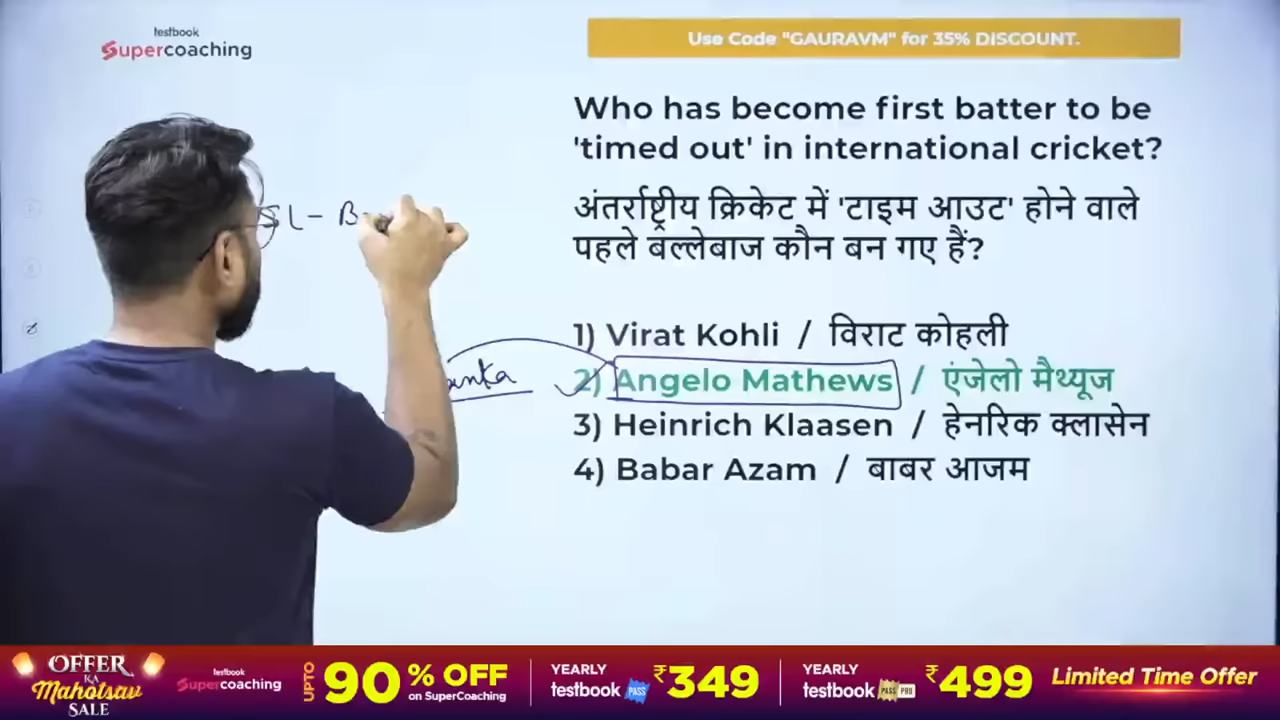 testbook
Supercoaching
Use Code "GAURAVM" for 35% DISCOUNT.
Who has become first batter to be
'timed out' in international cricket?
अंतर्राष्ट्रीय क्रिकेट में 'टाइम आउट' होने वाले
पहले बल्लेबाज कौन बन गए हैं?
SL - B
1) Virat Kohli / विराट कोहली
2) Angelo Mathews / एंजेलो मैथ्यूज
3) Heinrich Klaasen / हेनरिक क्लासेन
4) Babar Azam / बाबर आजम
OFFER
KA
Mahotsav
SALE
testbook
Supercoaching
UPTO
90% OFF
on SuperCoaching
YEARLY
testbook PASS
₹349
YEARLY
testbook PASS PRO
₹499
Limited Time Offer